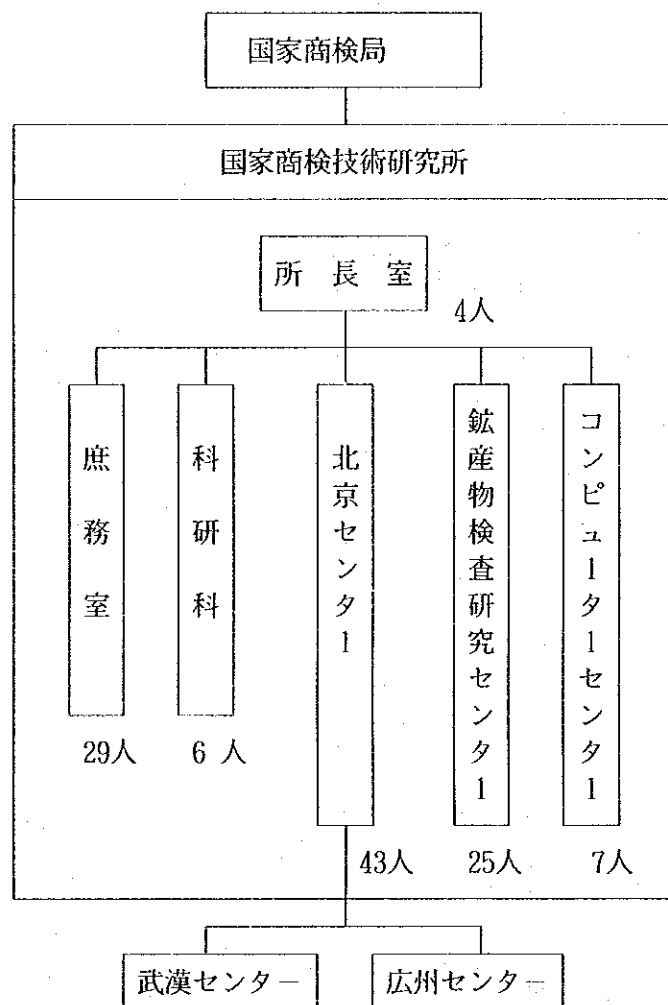 国家商検局
国家商検技術研究所
所長室
4人
庶務室
科研科
北京センター
鉱産物検査研究センター
コンピューターセンター
29人
6人
43人
25人
7人
武漢センター
広州センター